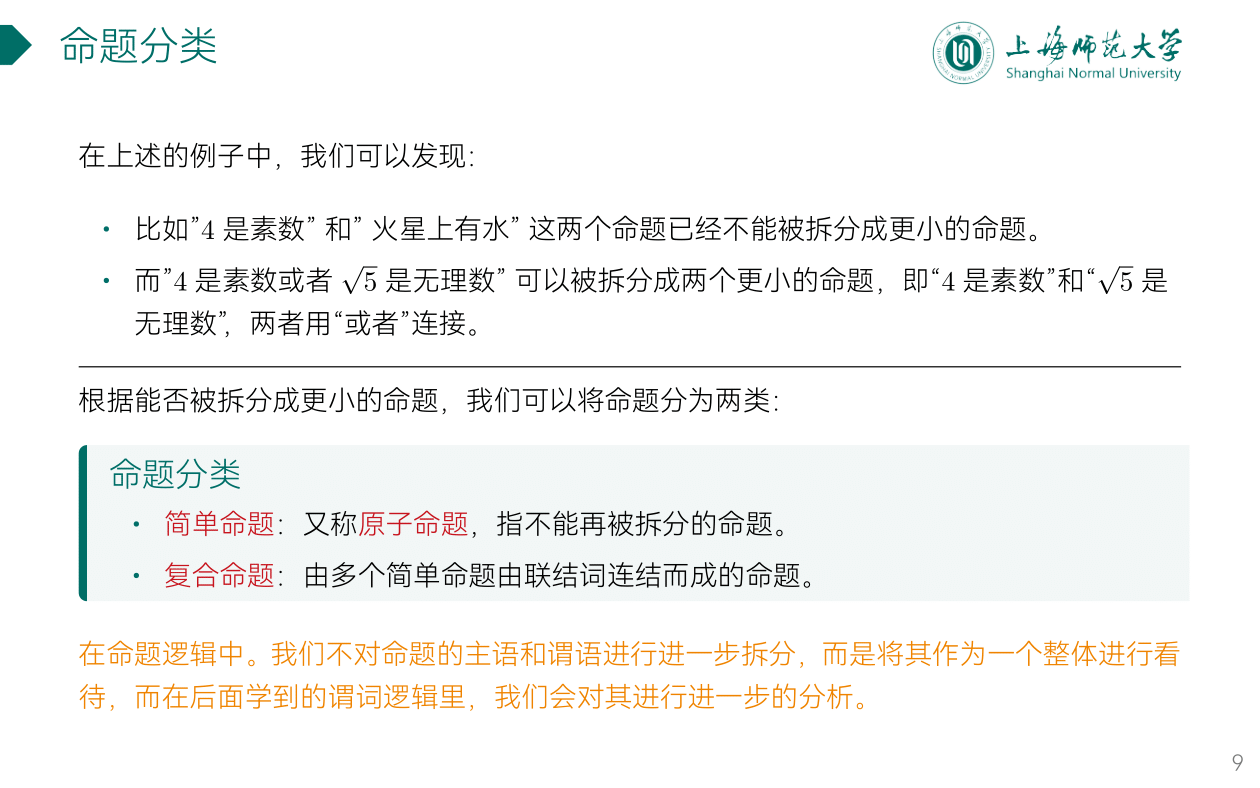 命题分类
上海师范大学
Shanghai Normal University
在上述的例子中，我们可以发现：
• 比如”4 是素数” 和” 火星上有水” 这两个命题已经不能被拆分成更小的命题。
• 而”4 是素数或者 √5 是无理数” 可以被拆分成两个更小的命题，即“4 是素数”和“√5 是
无理数”，两者用“或者”连接。
根据能否被拆分成更小的命题，我们可以将命题分为两类：
命题分类
• 简单命题：又称原子命题，指不能再被拆分的命题。
• 复合命题：由多个简单命题由联结词连结而成的命题。
在命题逻辑中。我们不对命题的主语和谓语进行进一步拆分，而是将其作为一个整体进行看
待，而在后面学到的谓词逻辑里，我们会对其进行进一步的分析。
9